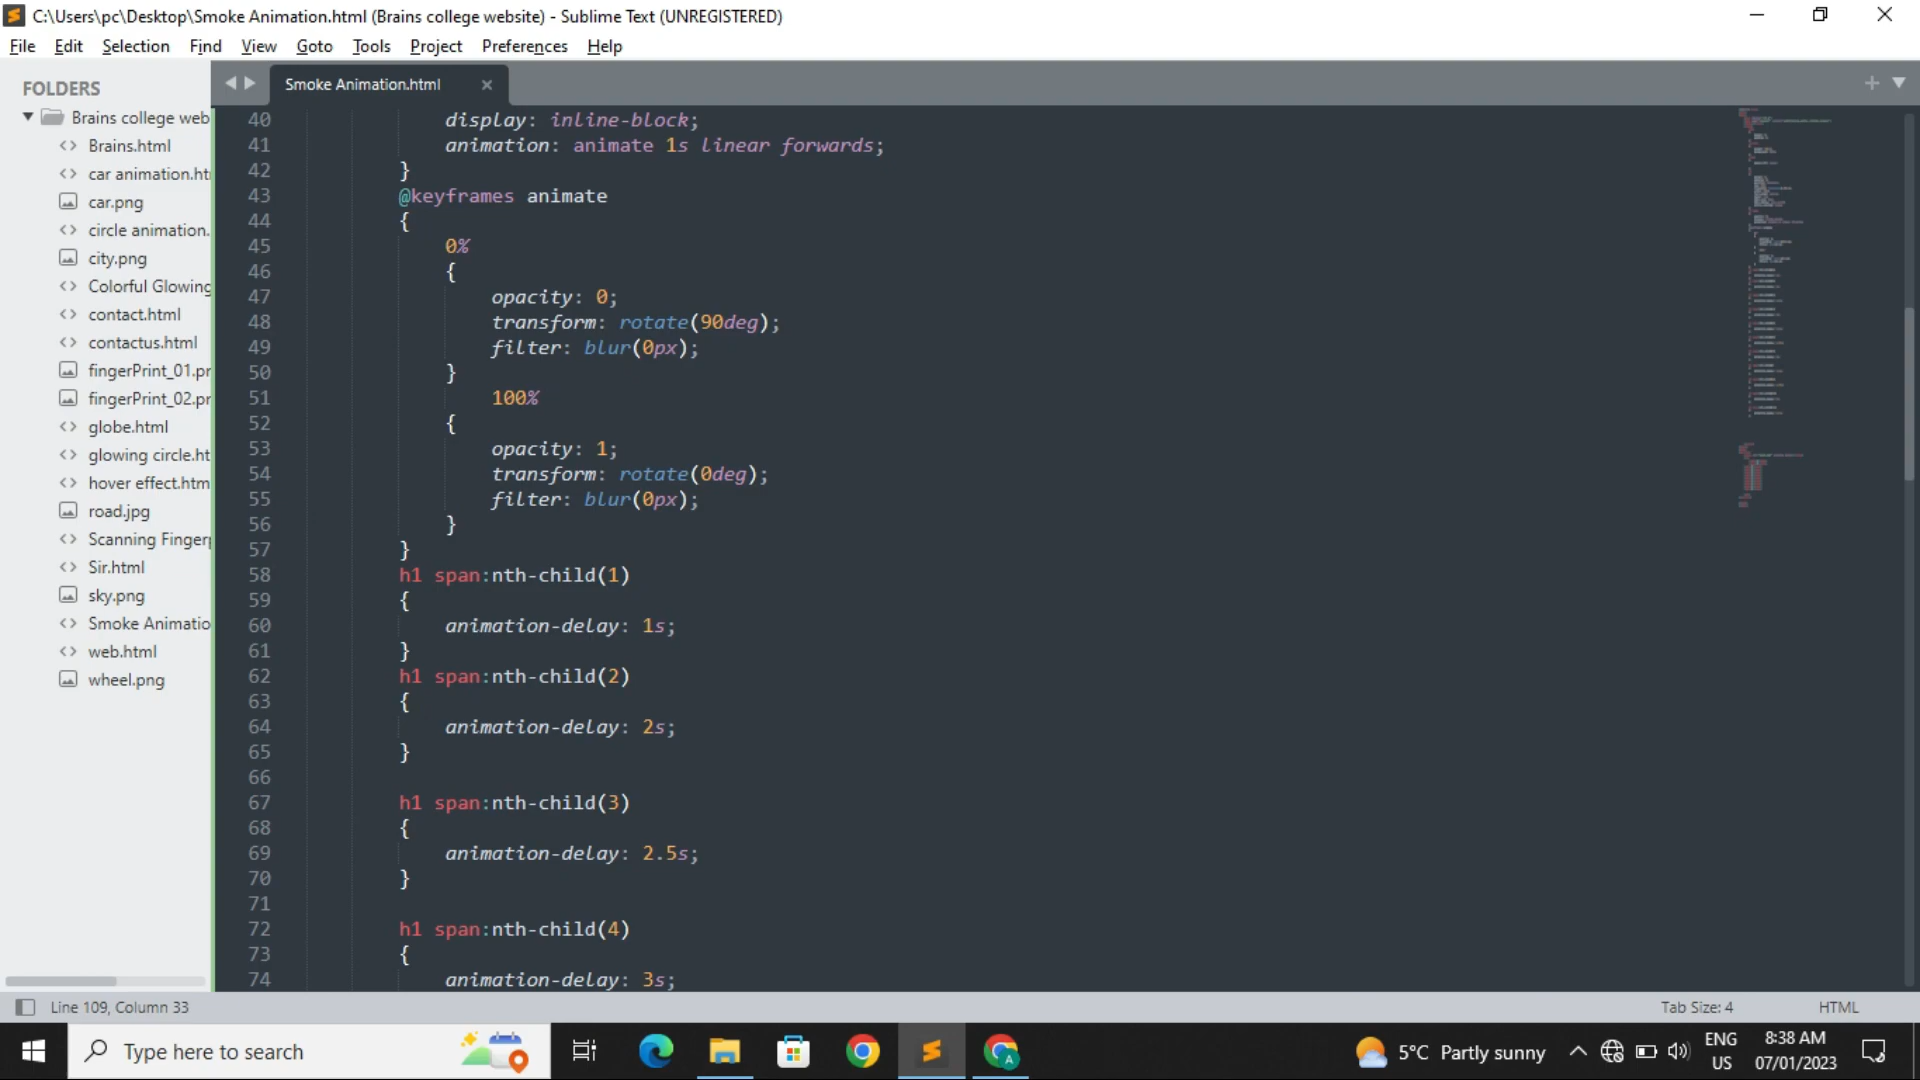 C:\Users\pc\Desktop\Smoke Animation.html (Brains college website) - Sublime Text (UNREGISTERED)
File Edit Selection Find View Goto Tools Project Preferences Help
FOLDERS
Brains college web
Brains.html
car animation.ht
car.png
circle animation.
city.png
Colorful Glowing
contact.html
contactus.html
fingerPrint_01.pr
fingerPrint_02.pr
globe.html
glowing circle.ht
hover effect.htm
road.jpg
Scanning Fingerp
Sir.html
sky.png
Smoke Animatio
web.html
wheel.png
Smoke Animation.html
40 display: inline-block;
41 animation: animate 1s linear forwards;
42 }
43 @keyframes animate
44 {
45 0%
46 {
47 opacity: 0;
48 transform: rotate(90deg);
49 filter: blur(0px);
50 }
51 100%
52 {
53 opacity: 1;
54 transform: rotate(0deg);
55 filter: blur(0px);
56 }
57 }
58 h1 span:nth-child(1)
59 {
60 animation-delay: 1s;
61 }
62 h1 span:nth-child(2)
63 {
64 animation-delay: 2s;
65 }
66
67 h1 span:nth-child(3)
68 {
69 animation-delay: 2.5s;
70 }
71
72 h1 span:nth-child(4)
73 {
74 animation-delay: 3s;
Line 109, Column 33
Tab Size: 4
HTML
Type here to search
A
5°C Partly sunny
ENG
US
8:38 AM
07/01/2023